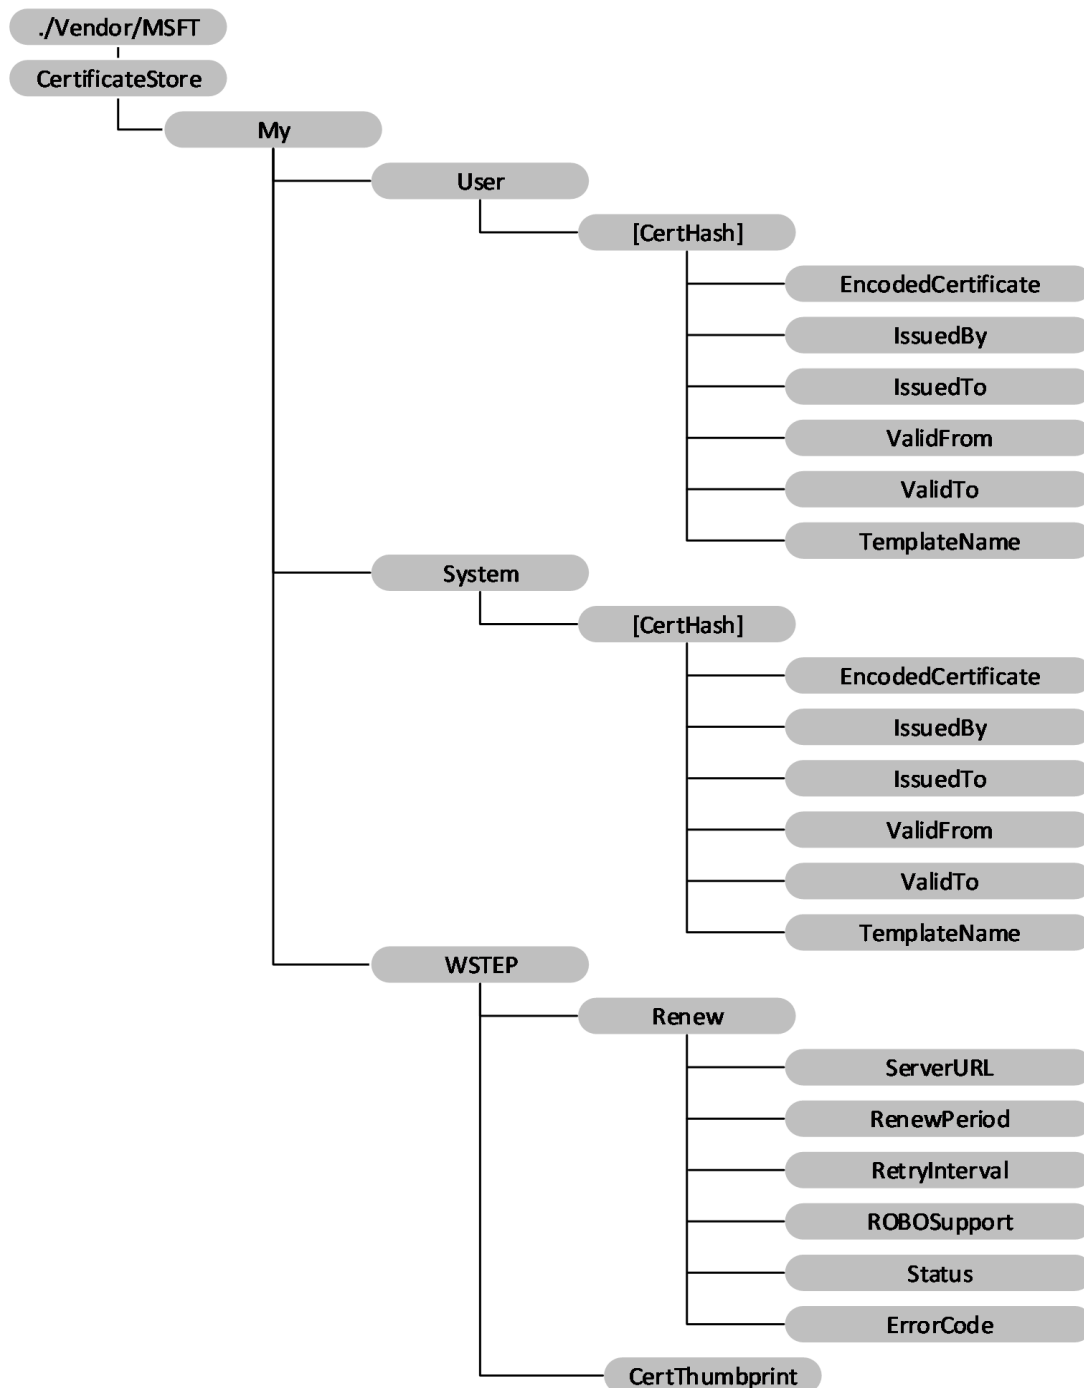 ./Vendor/MSFT
CertificateStore
My
User
[CertHash]
EncodedCertificate
IssuedBy
IssuedTo
ValidFrom
ValidTo
TemplateName
System
[CertHash]
EncodedCertificate
IssuedBy
IssuedTo
ValidFrom
ValidTo
TemplateName
WSTEP
Renew
ServerURL
RenewPeriod
RetryInterval
ROBOSupport
Status
ErrorCode
CertThumbprint